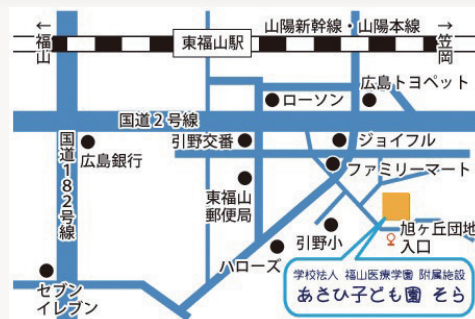 ←福山
山陽新幹線・山陽本線
→笠岡
東福山駅
広島トヨペット
ローソン
国道2号線
国道182号線
広島銀行
引野交番
ジョイフル
ファミリーマート
東福山
郵便局
引野小
旭ヶ丘団地
入口
ハローズ
セブン
イレブン
学校法人 福山医療学園 附属施設
あさひ子ども園 そら